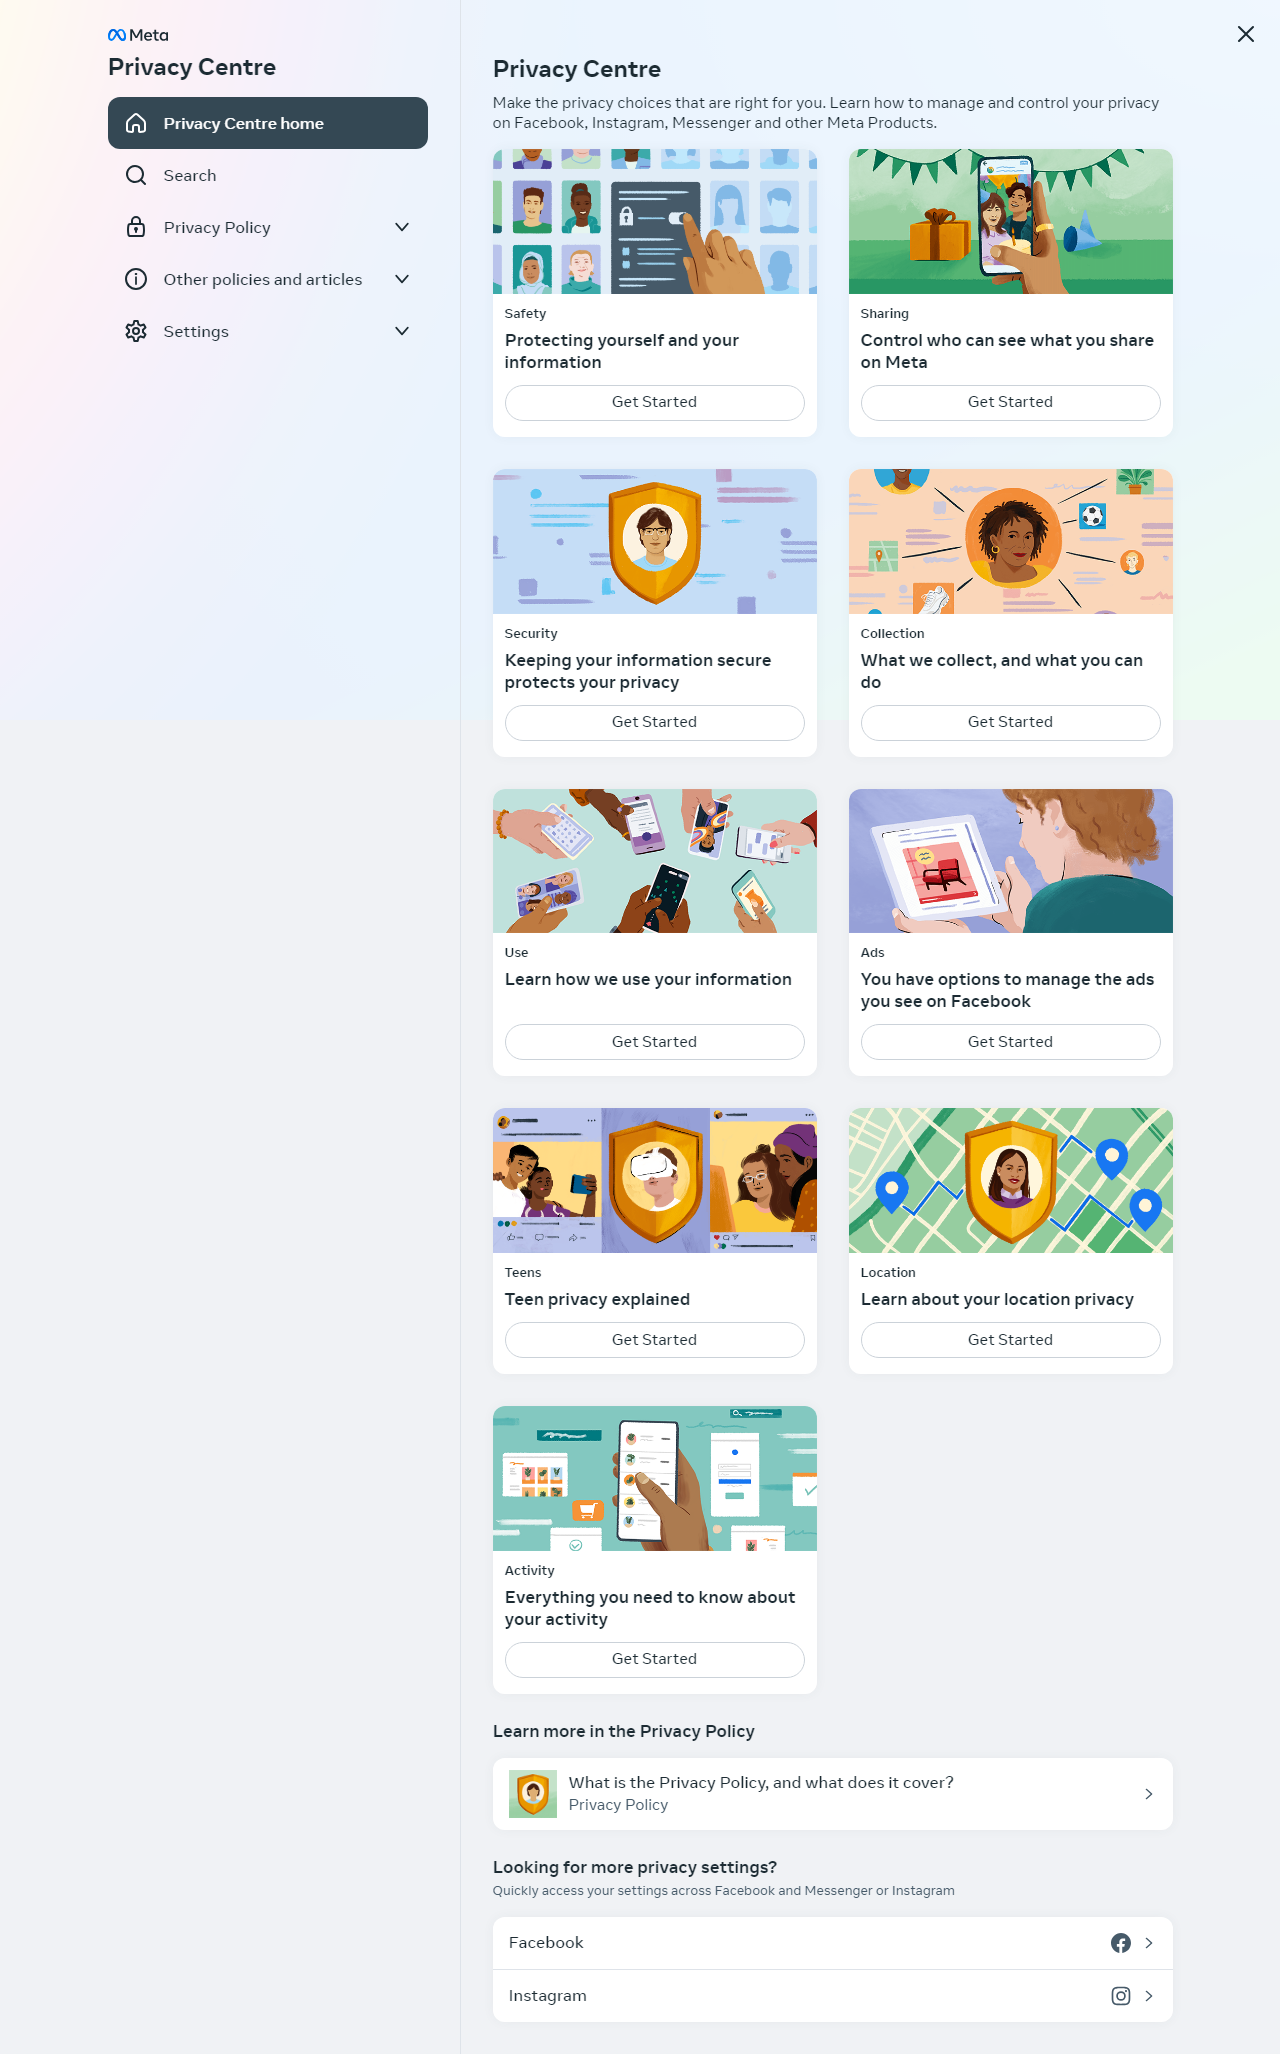 Meta
Privacy Centre
Privacy Centre home
Search
Privacy Policy
Other policies and articles
Settings
Privacy Centre
Make the privacy choices that are right for you. Learn how to manage and control your privacy
on Facebook, Instagram, Messenger and other Meta Products.
Safety
Protecting yourself and your
information
Get Started
Sharing
Control who can see what you share
on Meta
Get Started
Security
Keeping your information secure
protects your privacy
Get Started
Collection
What we collect, and what you can
do
Get Started
Use
Learn how we use your information
Get Started
Ads
You have options to manage the ads
you see on Facebook
Get Started
Teens
Teen privacy explained
Get Started
Location
Learn about your location privacy
Get Started
Activity
Everything you need to know about
your activity
Get Started
Learn more in the Privacy Policy
What is the Privacy Policy, and what does it cover?
Privacy Policy
Looking for more privacy settings?
Quickly access your settings across Facebook and Messenger or Instagram
Facebook
Instagram